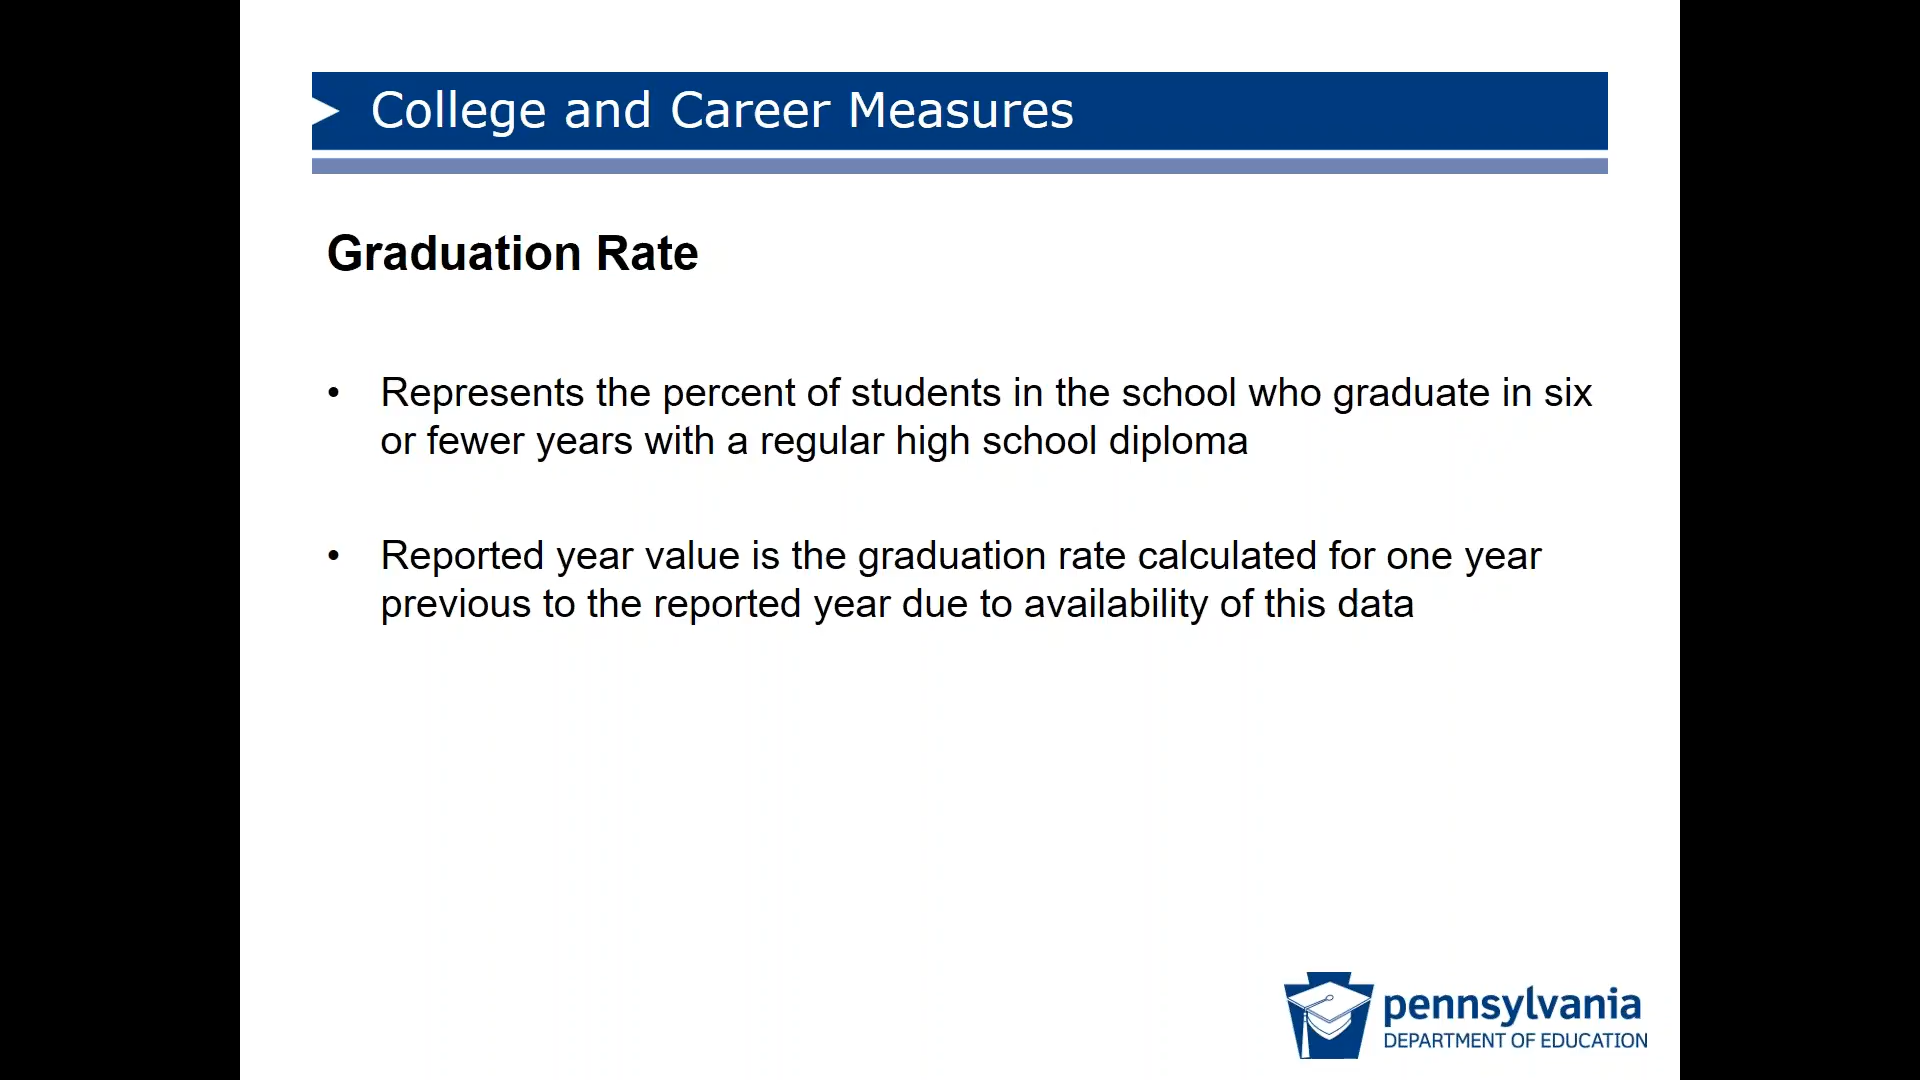 College and Career Measures
Graduation Rate
• Represents the percent of students in the school who graduate in six
or fewer years with a regular high school diploma
• Reported year value is the graduation rate calculated for one year
previous to the reported year due to availability of this data
pennsylvania
DEPARTMENT OF EDUCATION